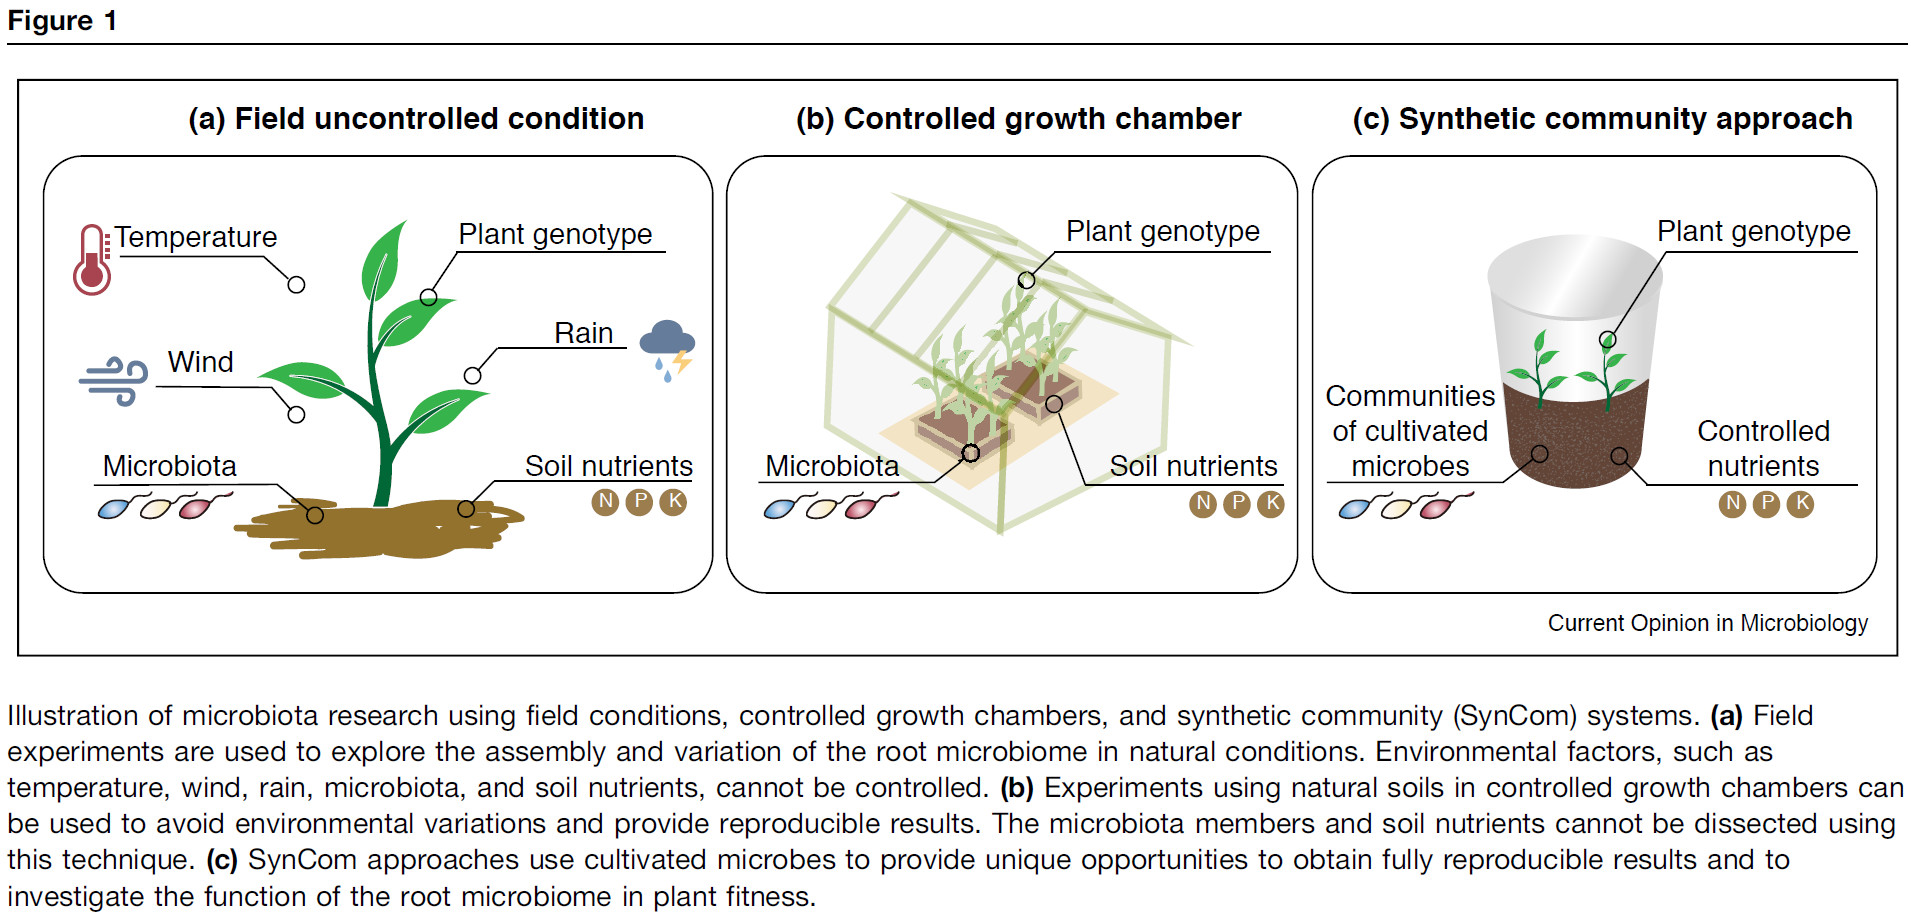 Figure 1
(a) Field uncontrolled condition
(b) Controlled growth chamber
(c) Synthetic community approach
Temperature
Plant genotype
Rain
Wind
Microbiota
Soil nutrients
N P K
Plant genotype
Microbiota
Soil nutrients
N P K
Plant genotype
Communities
of cultivated
microbes
Controlled
nutrients
N P K
Current Opinion in Microbiology
Illustration of microbiota research using field conditions, controlled growth chambers, and synthetic community (SynCom) systems. (a) Field
experiments are used to explore the assembly and variation of the root microbiome in natural conditions. Environmental factors, such as
temperature, wind, rain, microbiota, and soil nutrients, cannot be controlled. (b) Experiments using natural soils in controlled growth chambers can
be used to avoid environmental variations and provide reproducible results. The microbiota members and soil nutrients cannot be dissected using
this technique. (c) SynCom approaches use cultivated microbes to provide unique opportunities to obtain fully reproducible results and to
investigate the function of the root microbiome in plant fitness.